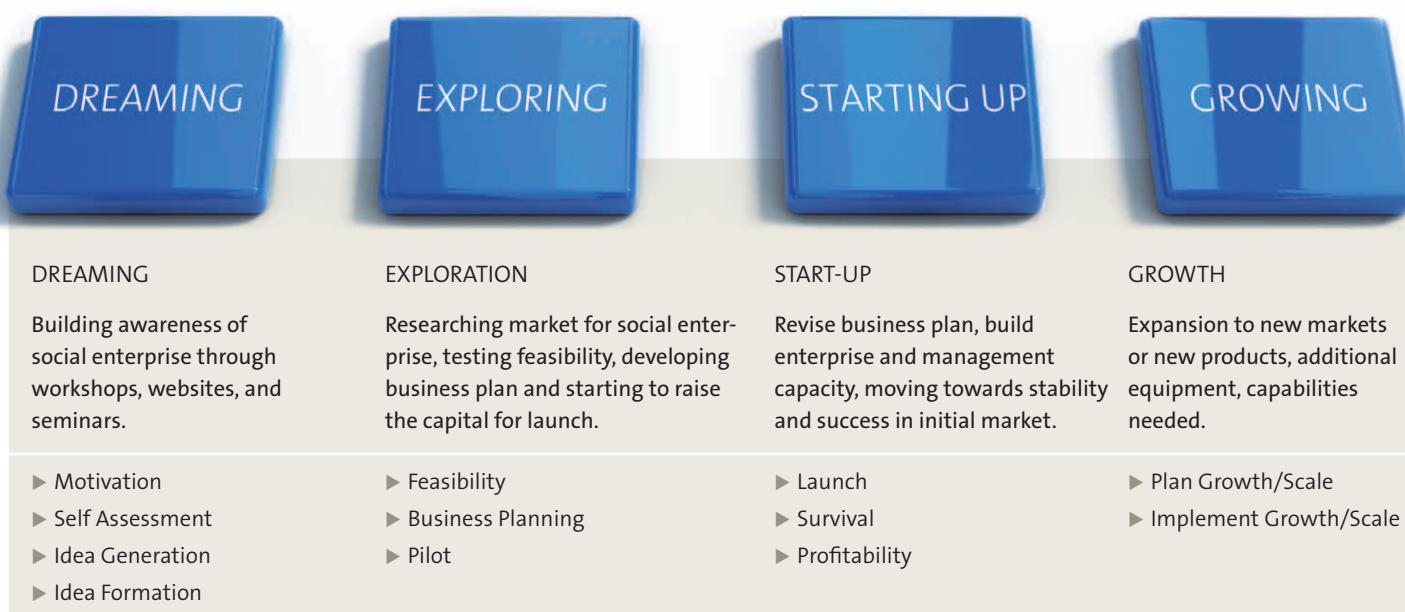 DREAMING
EXPLORING
STARTING UP
GROWING
DREAMING
Building awareness of
social enterprise through
workshops, websites, and
seminars.
▶ Motivation
▶ Self Assessment
▶ Idea Generation
▶ Idea Formation
EXPLORATION
Researching market for social enter-
prise, testing feasibility, developing
business plan and starting to raise
the capital for launch.
▶ Feasibility
▶ Business Planning
▶ Pilot
START-UP
Revise business plan, build
enterprise and management
capacity, moving towards stability
and success in initial market.
▶ Launch
▶ Survival
▶ Profitability
GROWTH
Expansion to new markets
or new products, additional
equipment, capabilities
needed.
▶ Plan Growth/Scale
▶ Implement Growth/Scale